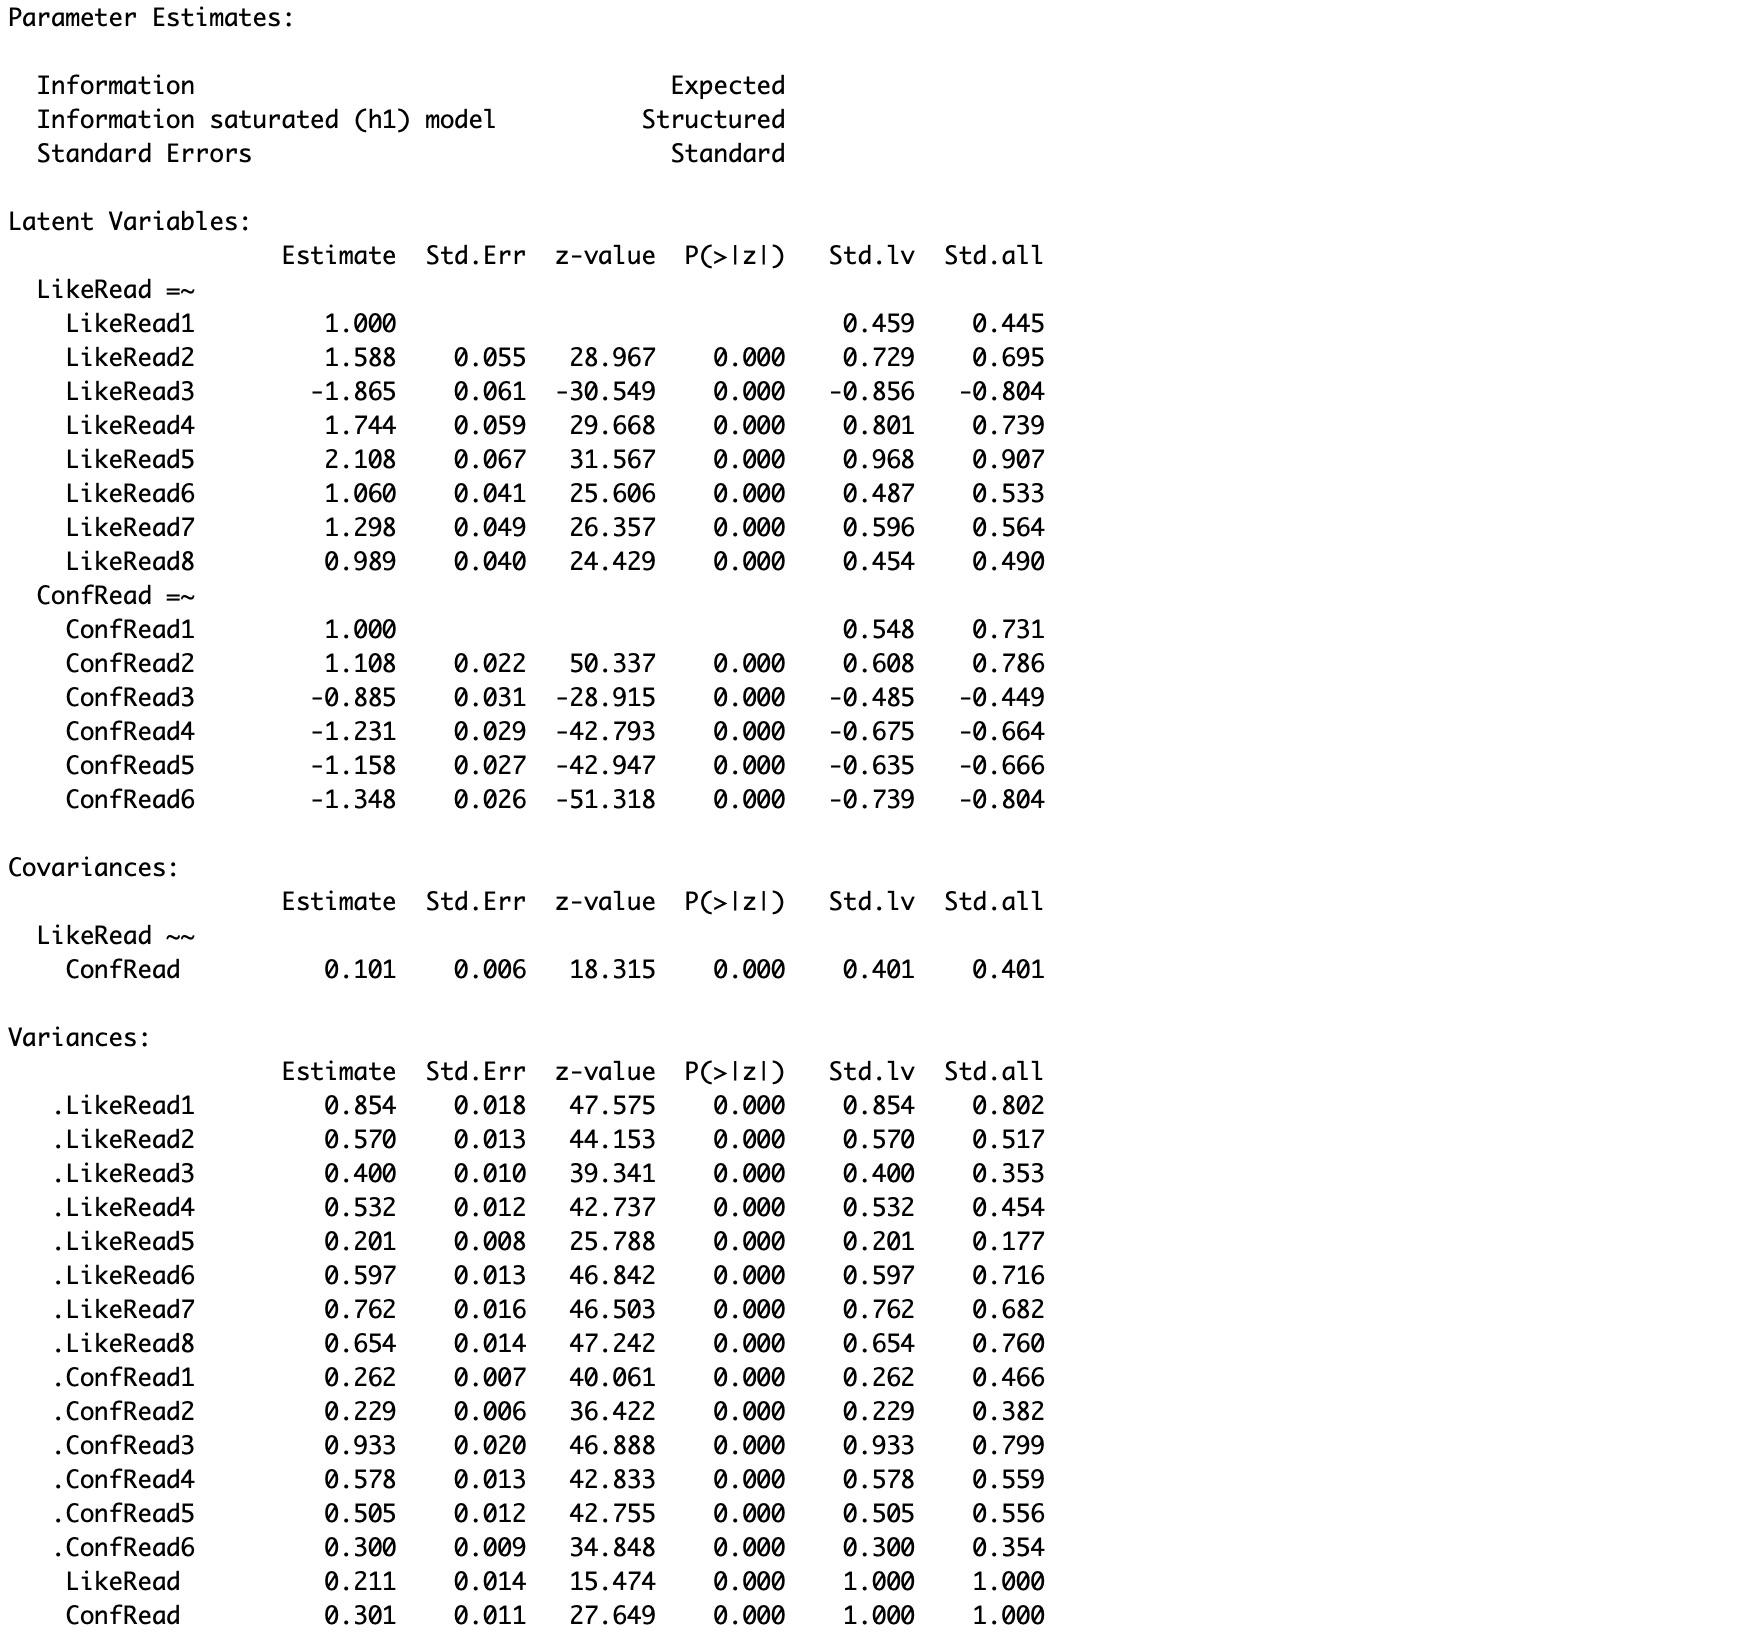 Parameter Estimates:

  Information                                 Expected
  Information saturated (h1) model          Structured
  Standard Errors                             Standard

Latent Variables:
                   Estimate  Std.Err  z-value  P(>|z|)   Std.lv  Std.all
  LikeRead =~
    LikeRead1         1.000                               0.459    0.445
    LikeRead2         1.588    0.055   28.967    0.000    0.729    0.695
    LikeRead3        -1.865    0.061  -30.549    0.000   -0.856   -0.804
    LikeRead4         1.744    0.059   29.668    0.000    0.801    0.739
    LikeRead5         2.108    0.067   31.567    0.000    0.968    0.907
    LikeRead6         1.060    0.041   25.606    0.000    0.487    0.533
    LikeRead7         1.298    0.049   26.357    0.000    0.596    0.564
    LikeRead8         0.989    0.040   24.429    0.000    0.454    0.490
  ConfRead =~
    ConfRead1         1.000                               0.548    0.731
    ConfRead2         1.108    0.022   50.337    0.000    0.608    0.786
    ConfRead3        -0.885    0.031  -28.915    0.000   -0.485   -0.449
    ConfRead4        -1.231    0.029  -42.793    0.000   -0.675   -0.664
    ConfRead5        -1.158    0.027  -42.947    0.000   -0.635   -0.666
    ConfRead6        -1.348    0.026  -51.318    0.000   -0.739   -0.804

Covariances:
                   Estimate  Std.Err  z-value  P(>|z|)   Std.lv  Std.all
  LikeRead ~~
    ConfRead          0.101    0.006   18.315    0.000    0.401    0.401

Variances:
                   Estimate  Std.Err  z-value  P(>|z|)   Std.lv  Std.all
   .LikeRead1         0.854    0.018   47.575    0.000    0.854    0.802
   .LikeRead2         0.570    0.013   44.153    0.000    0.570    0.517
   .LikeRead3         0.400    0.010   39.341    0.000    0.400    0.353
   .LikeRead4         0.532    0.012   42.737    0.000    0.532    0.454
   .LikeRead5         0.201    0.008   25.788    0.000    0.201    0.177
   .LikeRead6         0.597    0.013   46.842    0.000    0.597    0.716
   .LikeRead7         0.762    0.016   46.503    0.000    0.762    0.682
   .LikeRead8         0.654    0.014   47.242    0.000    0.654    0.760
   .ConfRead1         0.262    0.007   40.061    0.000    0.262    0.466
   .ConfRead2         0.229    0.006   36.422    0.000    0.229    0.382
   .ConfRead3         0.933    0.020   46.888    0.000    0.933    0.799
   .ConfRead4         0.578    0.013   42.833    0.000    0.578    0.559
   .ConfRead5         0.505    0.012   42.755    0.000    0.505    0.556
   .ConfRead6         0.300    0.009   34.848    0.000    0.300    0.354
    LikeRead          0.211    0.014   15.474    0.000    1.000    1.000
    ConfRead          0.301    0.011   27.649    0.000    1.000    1.000